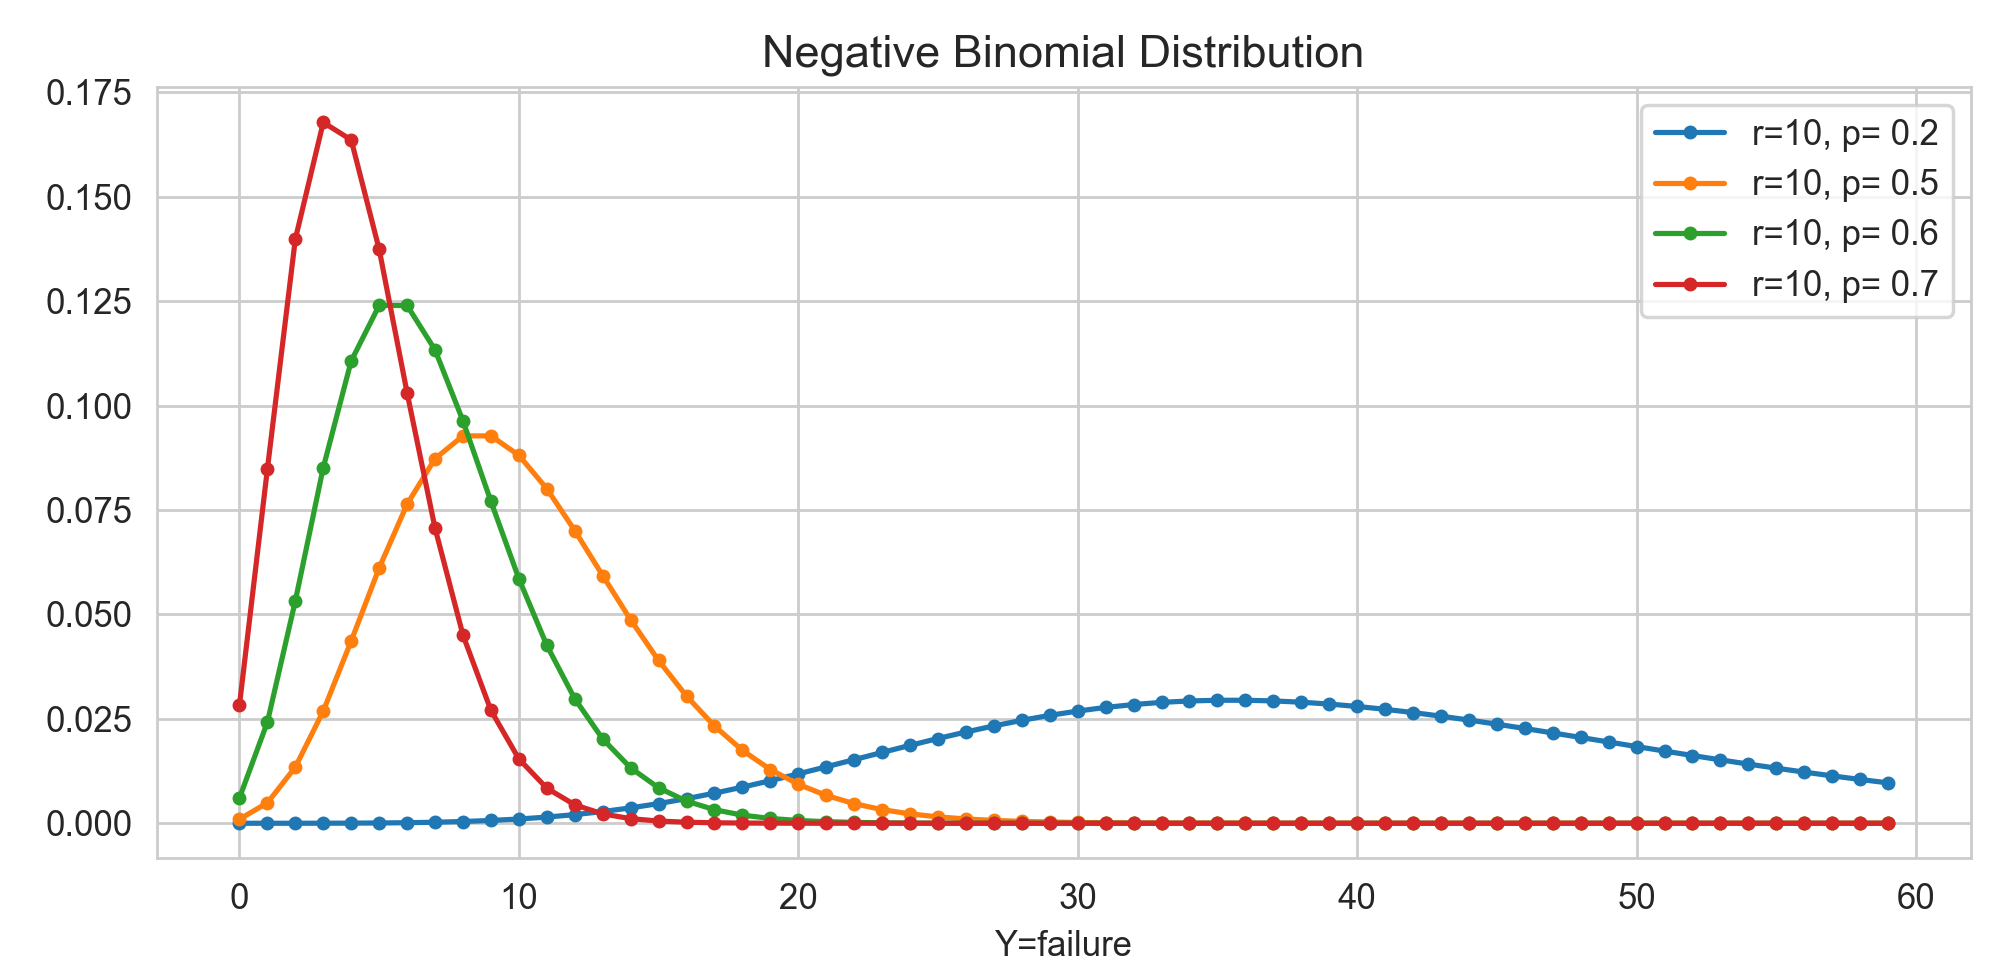 Negative Binomial Distribution
0.175
0.150
0.125
0.100
0.075
0.050
0.025
0.000
r=10, p= 0.2
r=10, p= 0.5
r=10, p= 0.6
r=10, p= 0.7
0 10 20 30 40 50 60
Y=failure